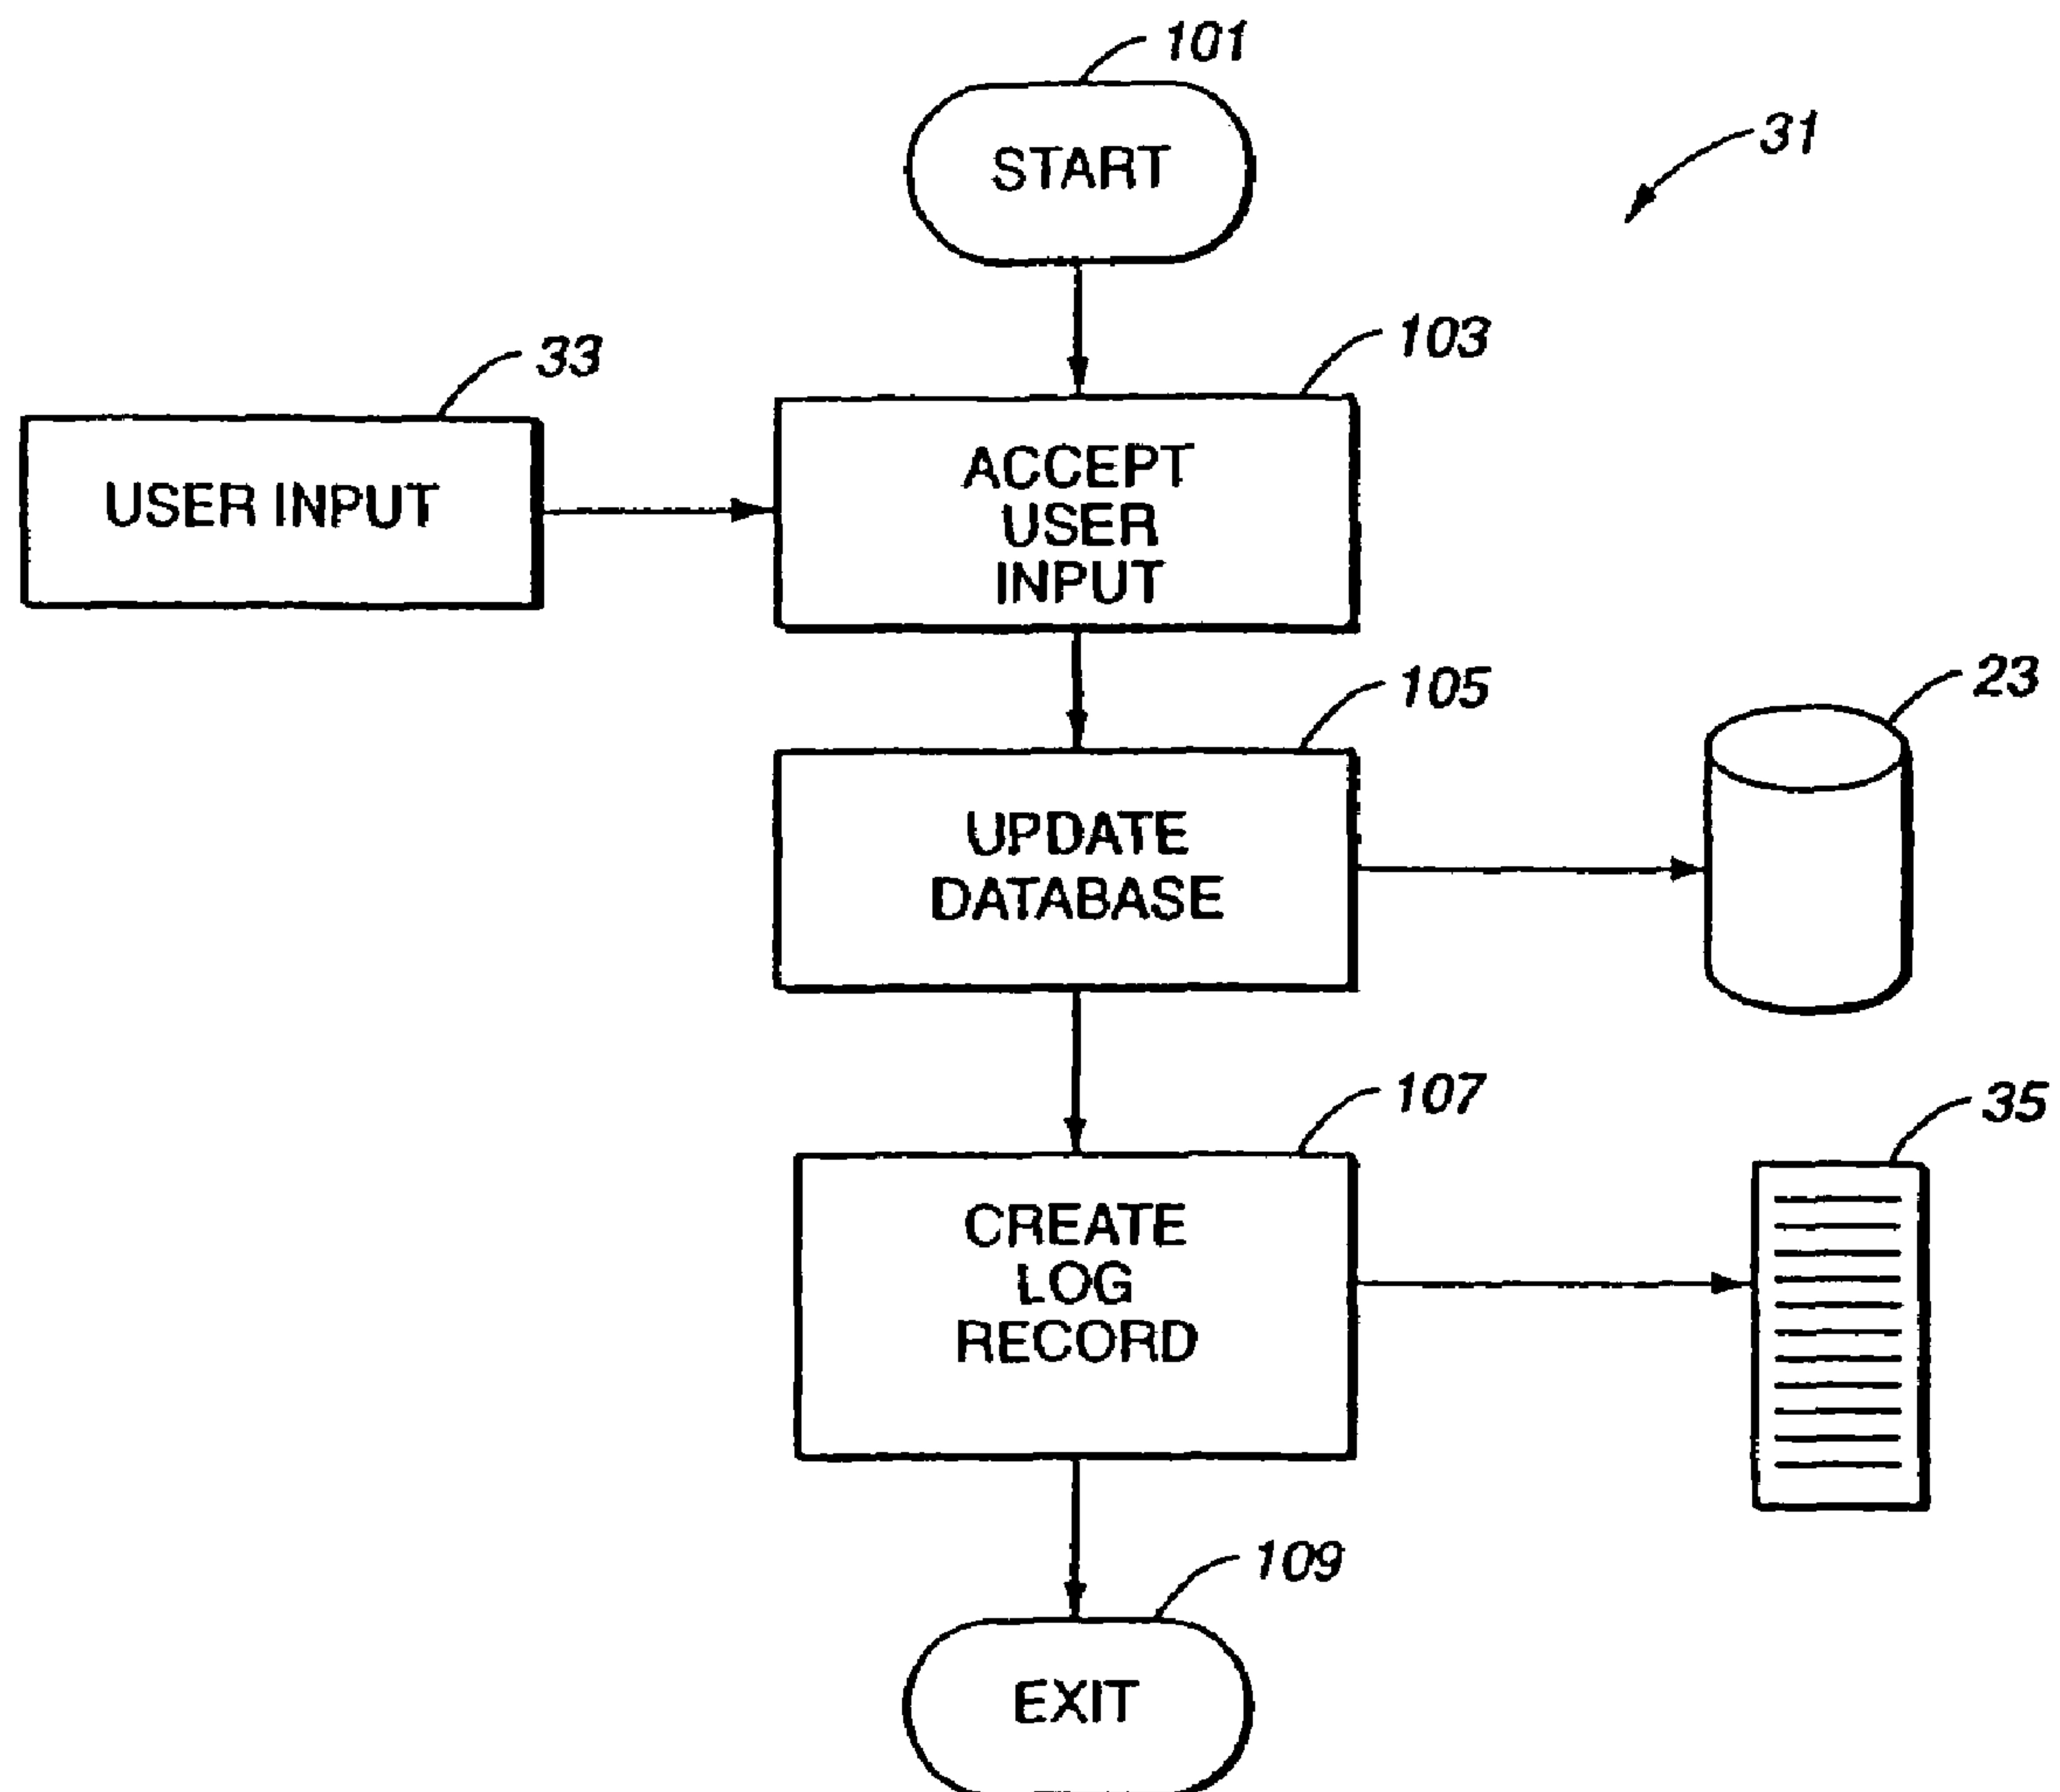 101
START
31
33
103
USER INPUT
ACCEPT
USER
INPUT
105
23
UPDATE
DATABASE
107
35
CREATE
LOG
RECORD
109
EXIT